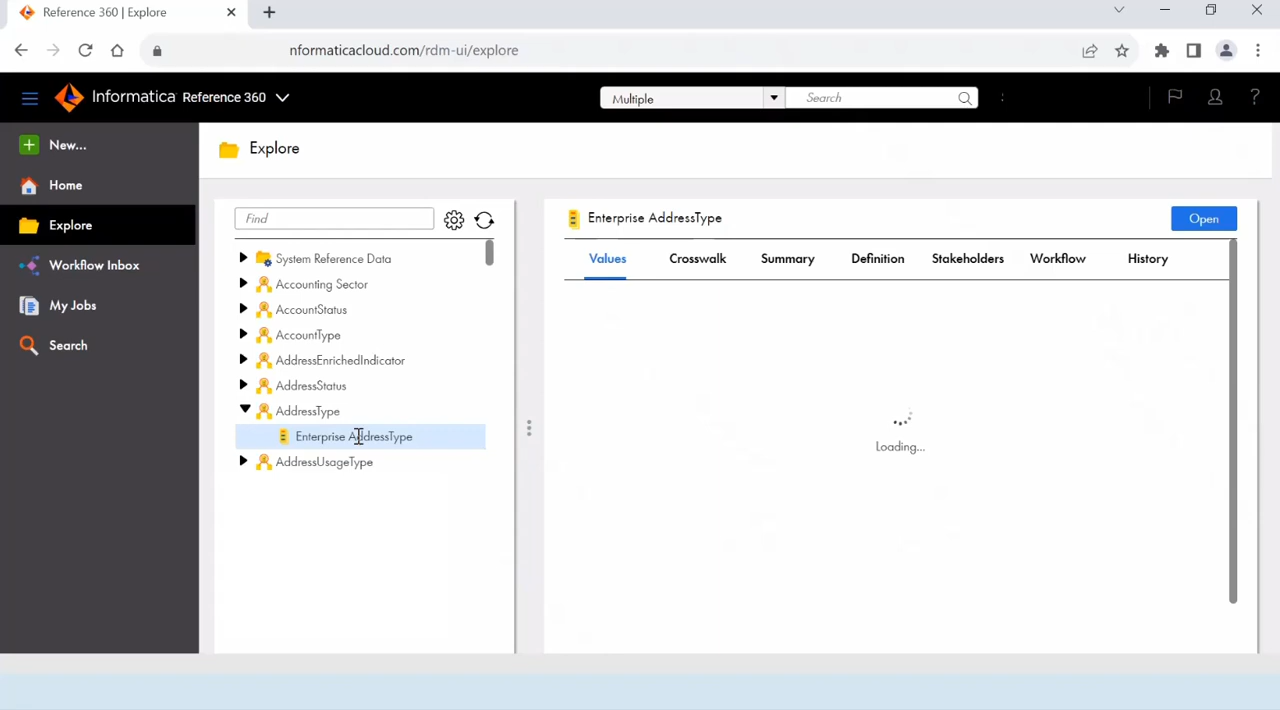 Reference 360 | Explore
nformaticacloud.com/rdm-ui/explore
Informatica Reference 360
Multiple
Search
?
New...
Home
Explore
Workflow Inbox
My Jobs
Search
Explore
Find
System Reference Data
Accounting Sector
AccountStatus
AccountType
AddressEnrichedIndicator
AddressStatus
AddressType
Enterprise AddressType
AddressUsageType
Enterprise AddressType
Open
Values
Crosswalk
Summary
Definition
Stakeholders
Workflow
History
Loading...